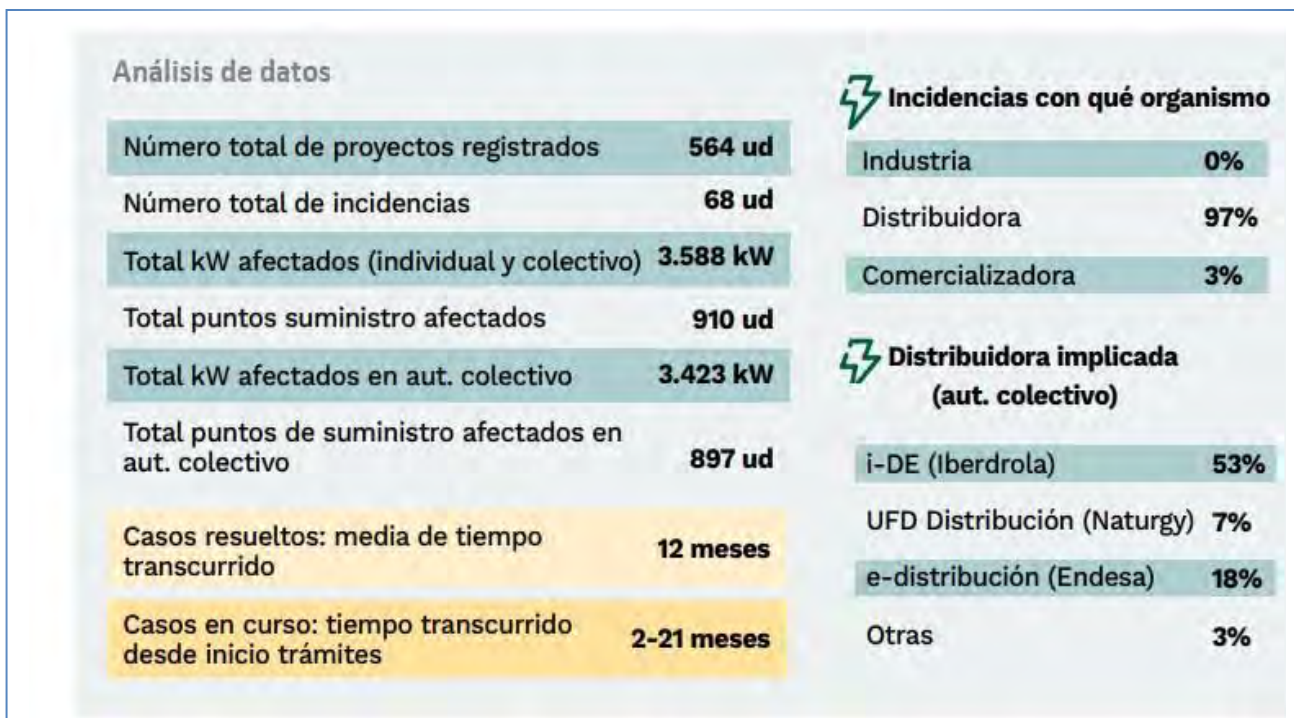 Análisis de datos
Número total de proyectos registrados 564 ud
Número total de incidencias 68 ud
Total kW afectados (individual y colectivo) 3.588 kW
Total puntos suministro afectados 910 ud
Total kW afectados en aut. colectivo 3.423 kW
Total puntos de suministro afectados en
aut. colectivo 897 ud
Casos resueltos: media de tiempo
transcurrido 12 meses
Casos en curso: tiempo transcurrido
desde inicio trámites 2-21 meses
Incidencias con qué organismo
Industria 0%
Distribuidora 97%
Comercializadora 3%
Distribuidora implicada
(aut. colectivo)
i-DE (Iberdrola) 53%
UFD Distribución (Naturgy) 7%
e-distribución (Endesa) 18%
Otras 3%